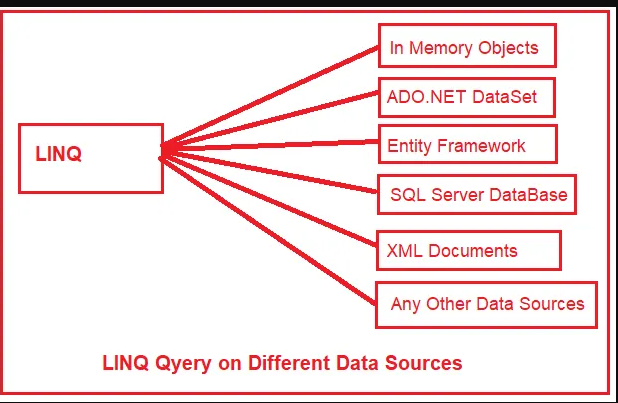 In Memory Objects
ADO.NET DataSet
LINQ
Entity Framework
SQL Server DataBase
XML Documents
Any Other Data Sources
LINQ Qyery on Different Data Sources